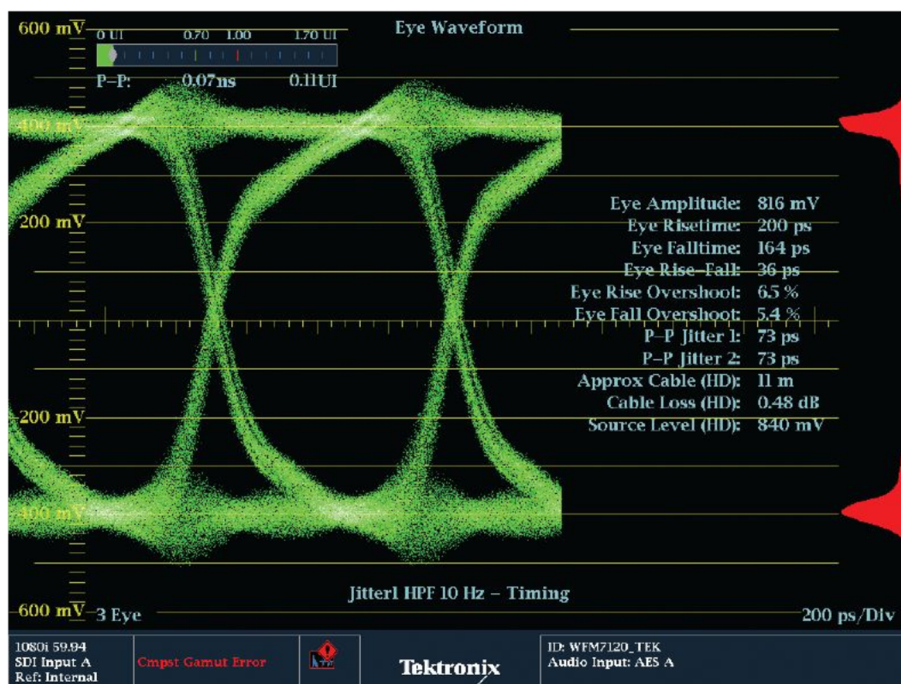 600 mV
Eye Waveform
0 UI 0.70 1.00 1.70 UI
P-P: 0.07ns 0.11UI
400 mV
200 mV
Eye Amplitude: 816 mV
Eye Risetime: 200 ps
Eye Falltime: 164 ps
Eye Rise-Fall: 36 ps
Eye Rise Overshoot: 6.5 %
Eye Fall Overshoot: 5.4 %
P-P Jitter 1: 73 ps
P-P Jitter 2: 73 ps
Approx Cable (HD): 11 m
Cable Loss (HD): 0.48 dB
Source Level (HD): 840 mV
200 mV
400 mV
Jitter1 HPF 10 Hz - Timing
600 mV
3 Eye
200 ps/Div
1080i 59.94
SDI Input A
Ref: Internal
Cmpst Gamut Error
Tektronix
ID: WFM7120_TEK
Audio Input: AES A